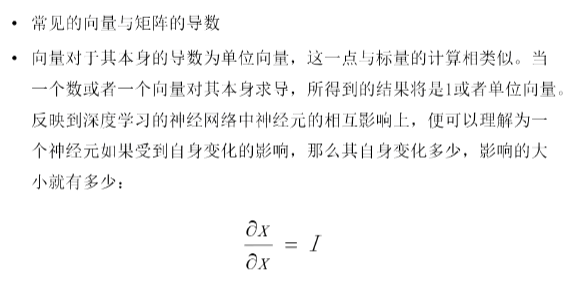 • 常见的向量与矩阵的导数
• 向量对于其本身的导数为单位向量，这一点与标量的计算相类似。当
一个数或者一个向量对其本身求导，所得到的结果将是1或者单位向量。
反映到深度学习的神经网络中神经元的相互影响上，便可以理解为一
个神经元如果受到自身变化的影响，那么其自身变化多少，影响的大
小就有多少：
∂x/∂x = I